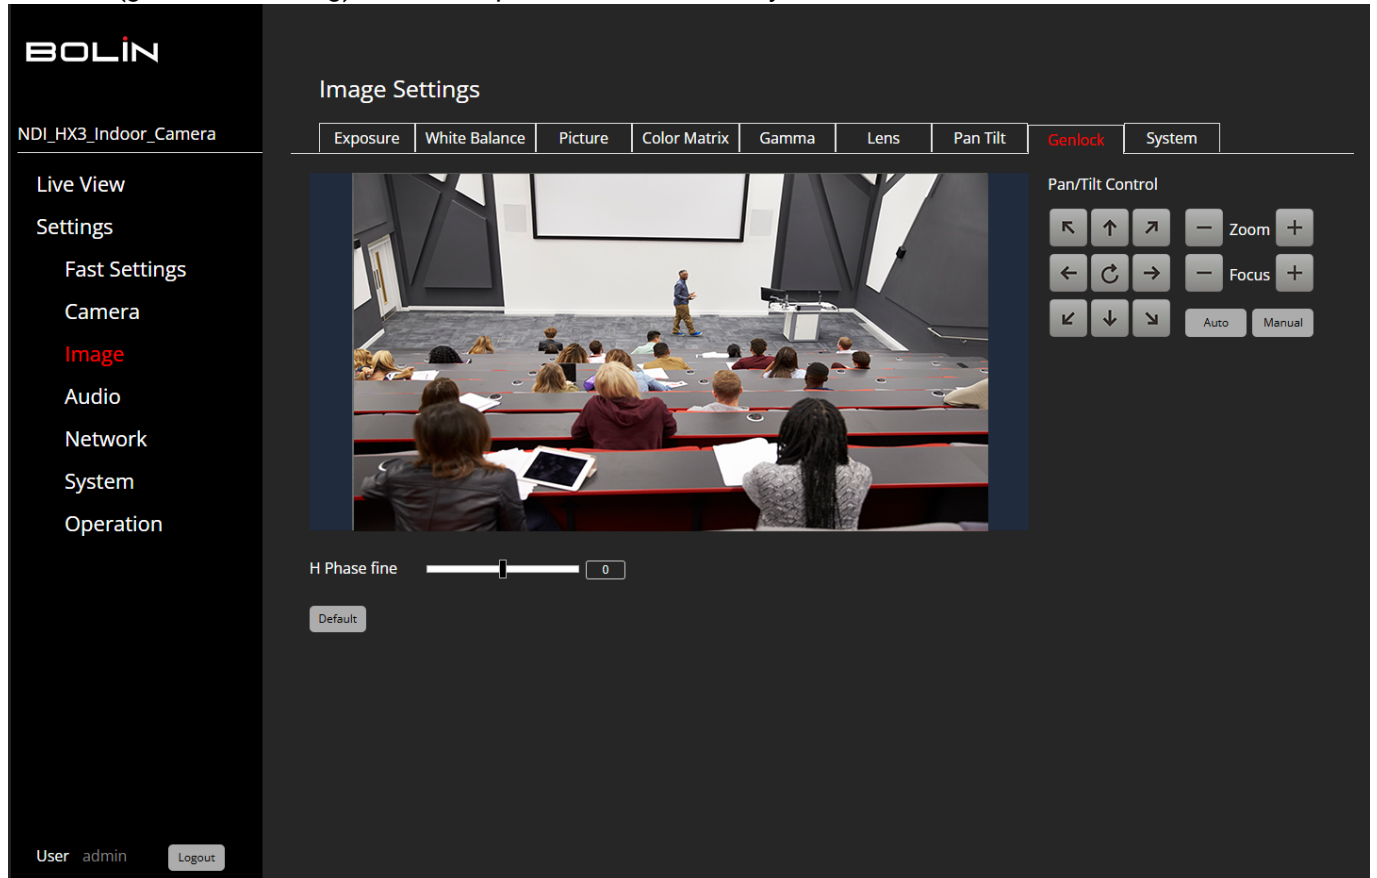 BOLIN
Image Settings
NDI_HX3_Indoor_Camera
Exposure White Balance Picture Color Matrix Gamma Lens Pan Tilt Genlock System
Live View
Settings
Fast Settings
Camera
Image
Audio
Network
System
Operation
Pan/Tilt Control
Zoom
Focus
Auto Manual
H Phase fine 0
Default
User admin Logout